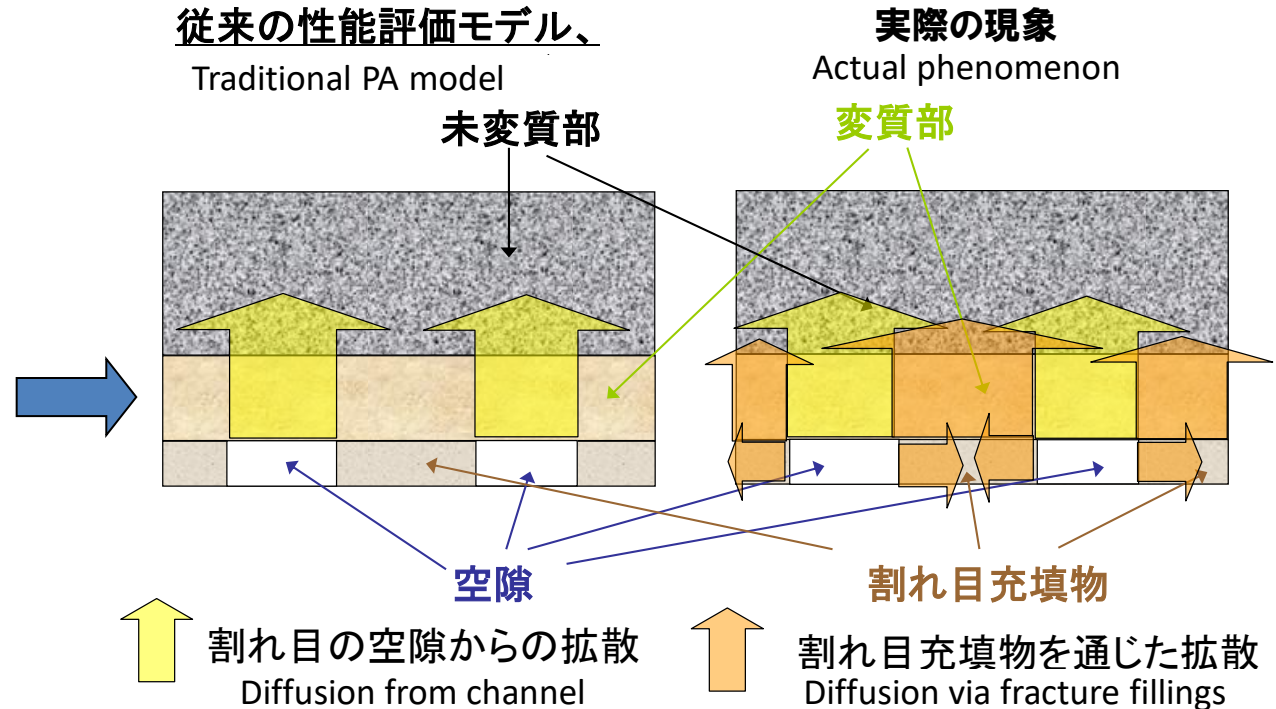 従来の性能評価モデル、
Traditional PA model
実際の現象
Actual phenomenon
未変質部
変質部
空隙
割れ目充填物
割れ目の空隙からの拡散
Diffusion from channel
割れ目充填物を通じた拡散
Diffusion via fracture fillings